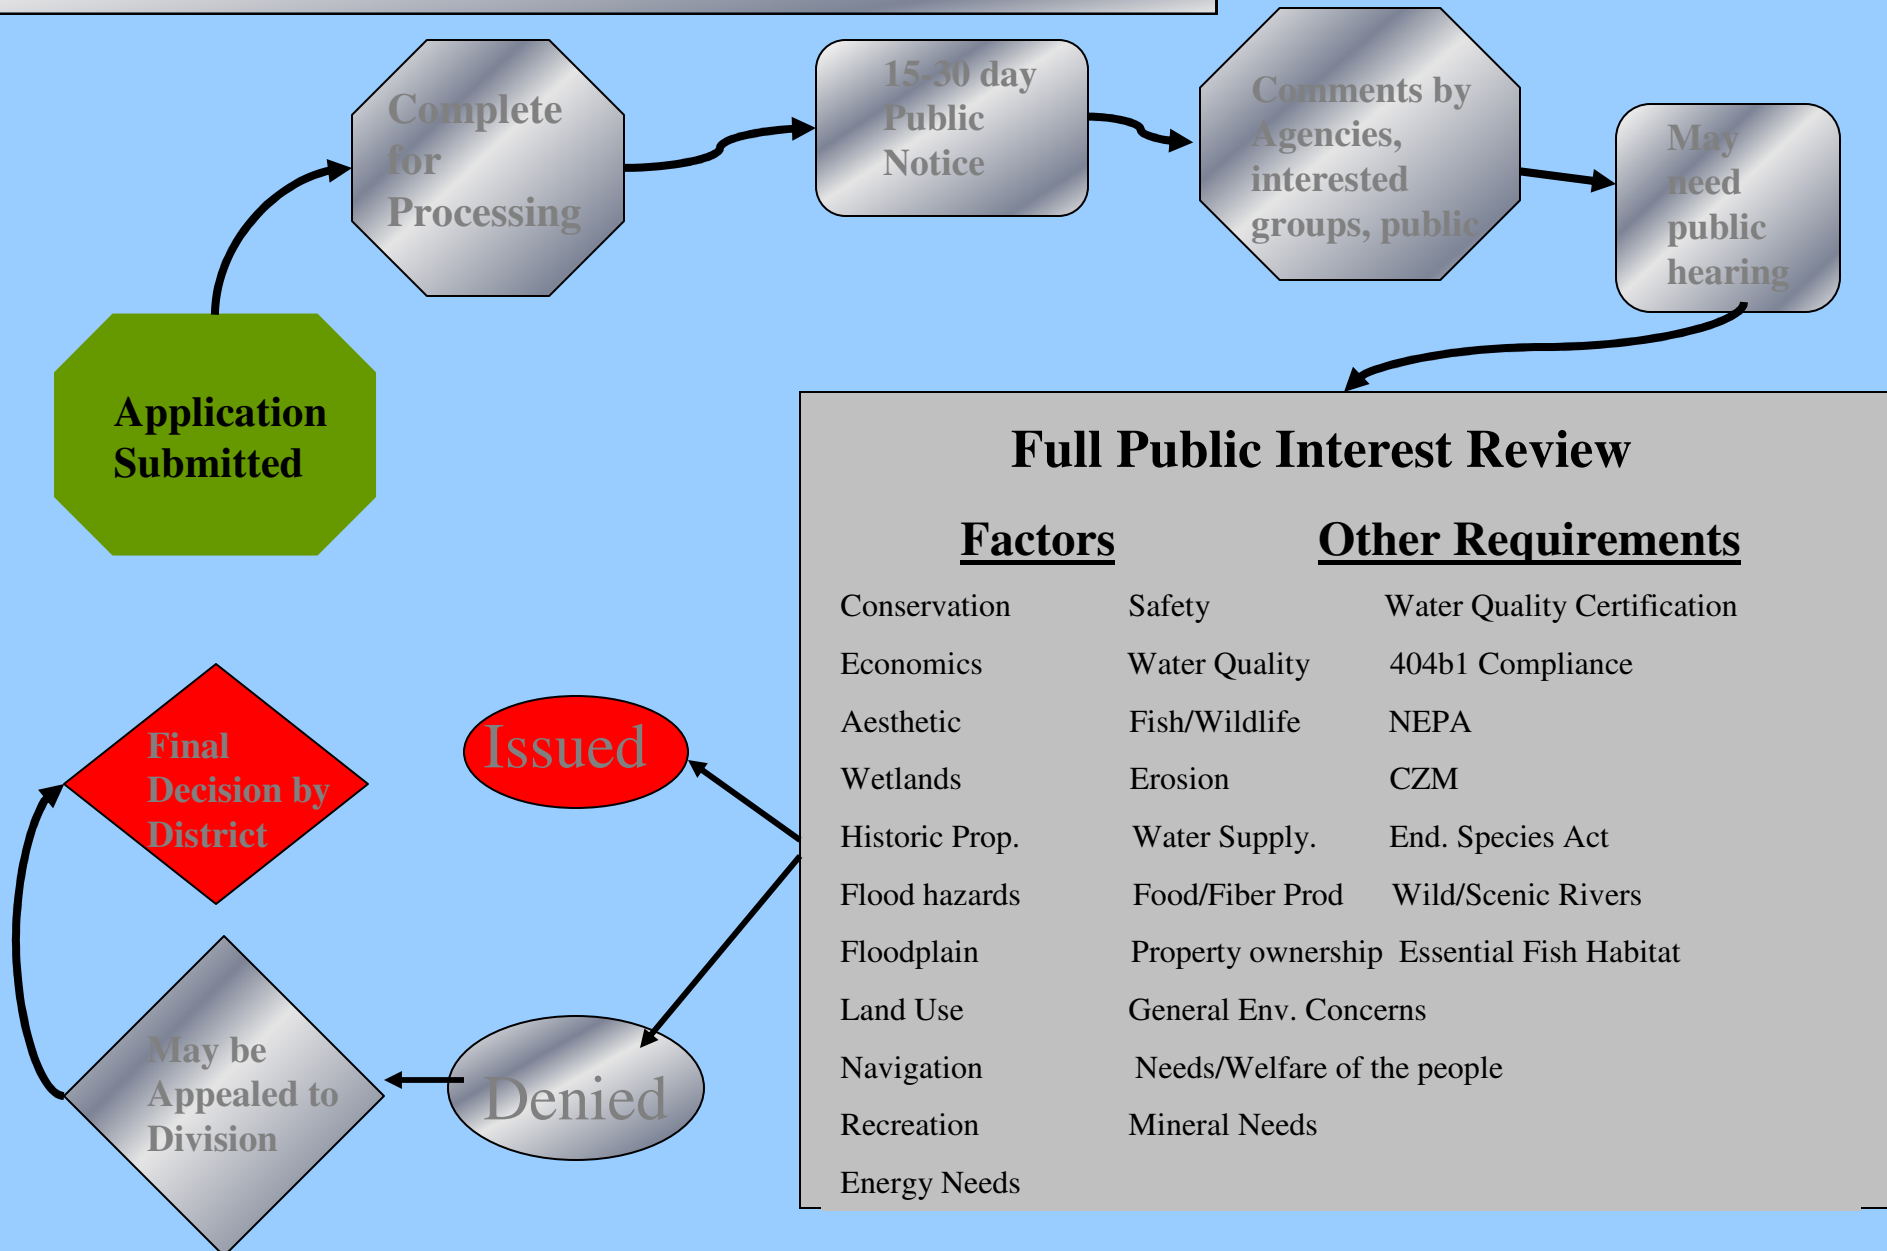 Complete
for
Processing
15-30 day
Public
Notice
Comments by
Agencies,
interested
groups, public
May
need
public
hearing
Application
Submitted
Full Public Interest Review
Factors Other Requirements
Conservation Safety Water Quality Certification
Economics Water Quality 404b1 Compliance
Aesthetic Fish/Wildlife NEPA
Wetlands Erosion CZM
Historic Prop. Water Supply. End. Species Act
Flood hazards Food/Fiber Prod Wild/Scenic Rivers
Floodplain Property ownership Essential Fish Habitat
Land Use General Env. Concerns
Navigation Needs/Welfare of the people
Recreation Mineral Needs
Energy Needs
Issued
Denied
May be
Appealed to
Division
Final
Decision by
District